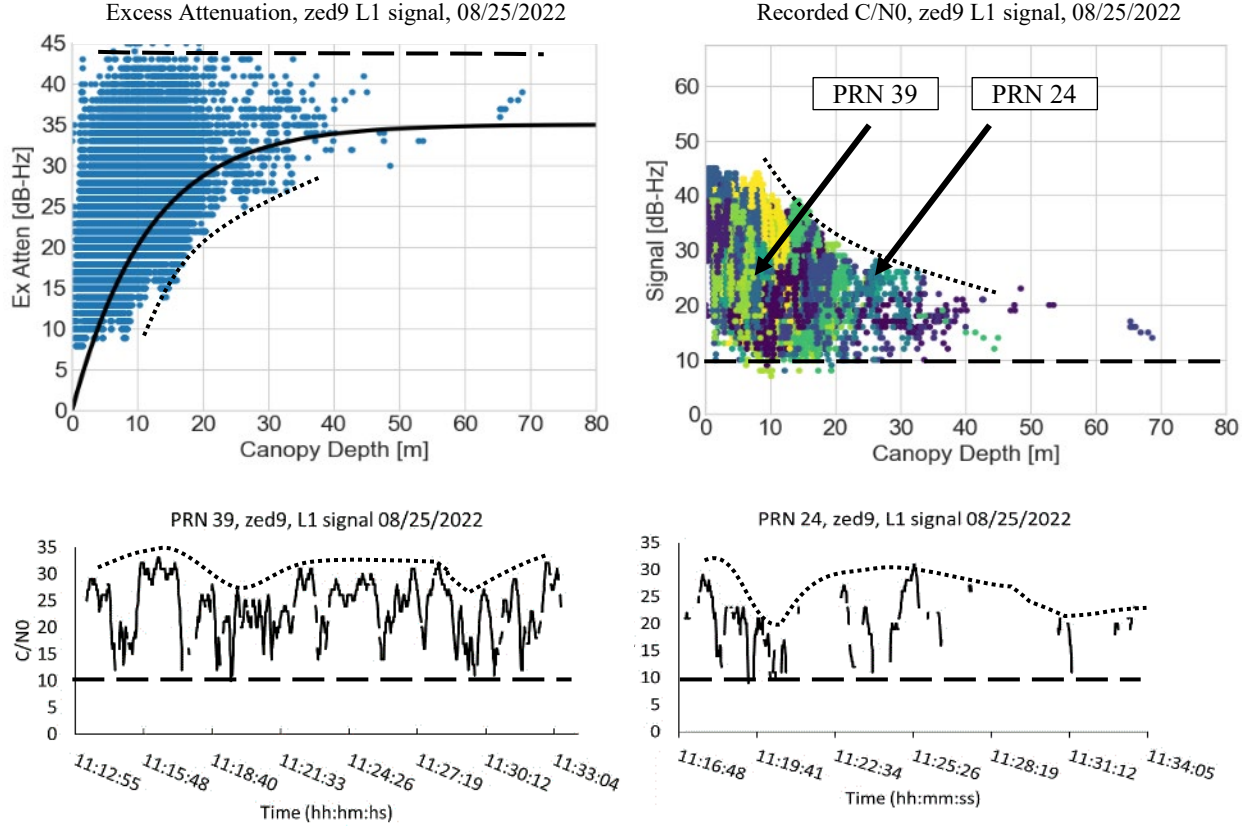 Excess Attenuation, zed9 L1 signal, 08/25/2022
45
40
35
30
25
20
15
10
5
0
Ex Atten [dB-Hz]
0 10 20 30 40 50 60 70 80
Canopy Depth [m]
Recorded C/N0, zed9 L1 signal, 08/25/2022
PRN 39
PRN 24
60
50
40
30
20
10
0
Signal [dB-Hz]
0 10 20 30 40 50 60 70 80
Canopy Depth [m]
PRN 39, zed9, L1 signal 08/25/2022
35
30
25
20
15
10
5
0
C/N0
11:12:55 11:15:48 11:18:40 11:21:33 11:24:26 11:27:19 11:30:12 11:33:04
Time (hh:hm:hs)
PRN 24, zed9, L1 signal 08/25/2022
35
30
25
20
15
10
5
0
11:16:48 11:19:41 11:22:34 11:25:26 11:28:19 11:31:12 11:34:05
Time (hh:mm:ss)